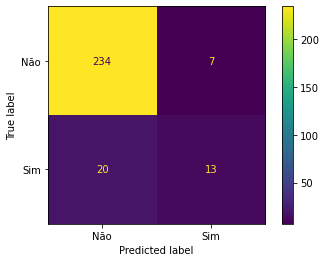 Não
234
7
Sim
20
13
Não
Sim
True label
Predicted label
200
150
100
50